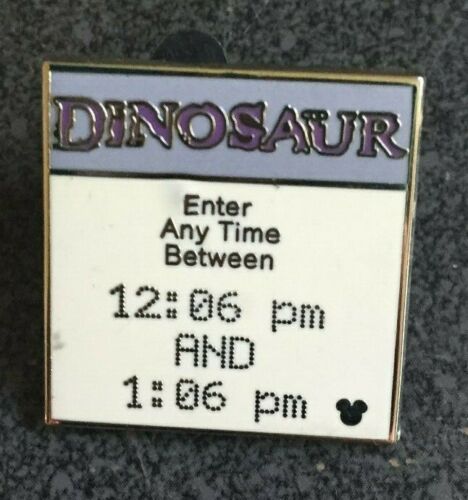 DINOSAUR
Enter
Any Time
Between
12:06 pm
AND
1:06 pm